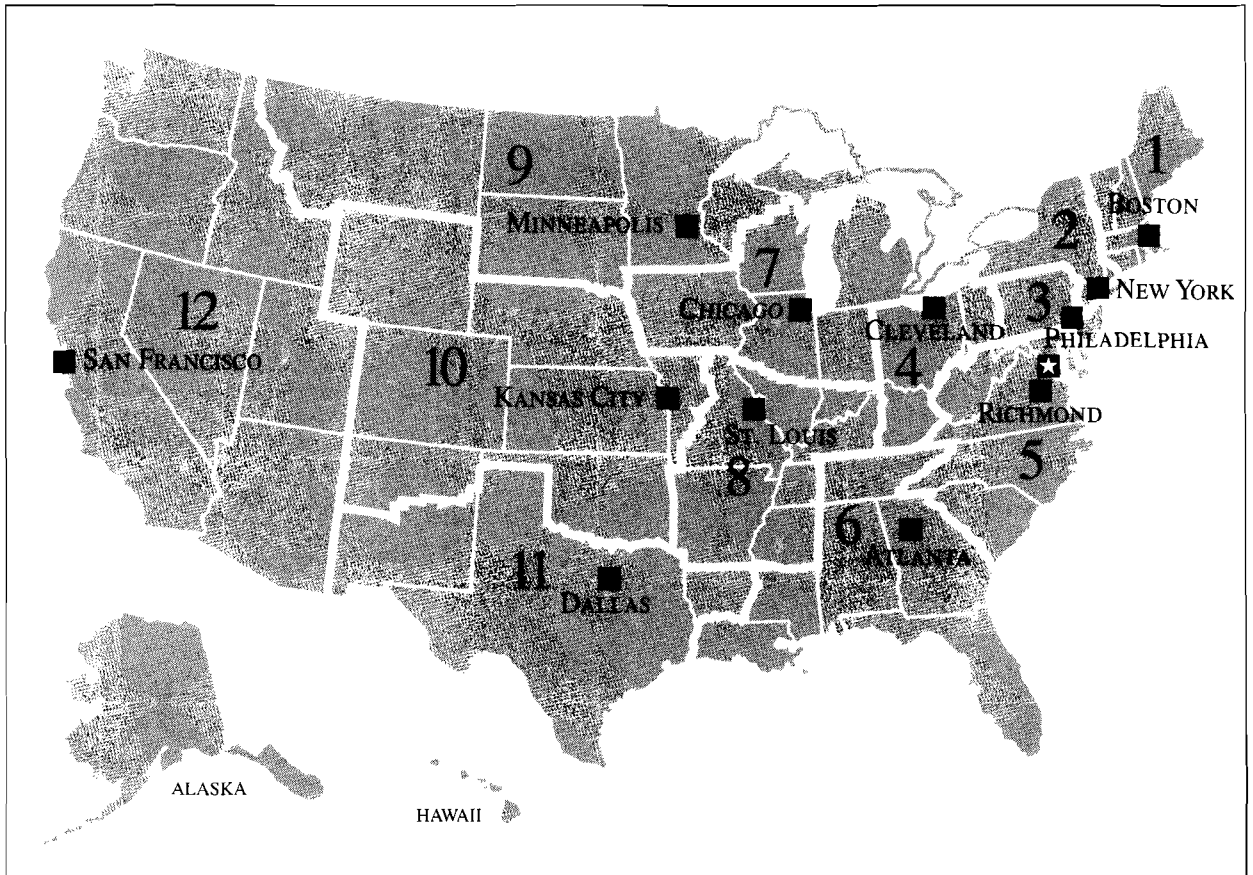 1
BOSTON
9
MINNEAPOLIS
2
7
NEW YORK
12
CHICAGO
CLEVELAND
3
PHILADELPHIA
SAN FRANCISCO
10
4
KANSAS CITY
RICHMOND
ST. LOUIS
5
8
6
ATLANTA
11
DALLAS
ALASKA
HAWAII